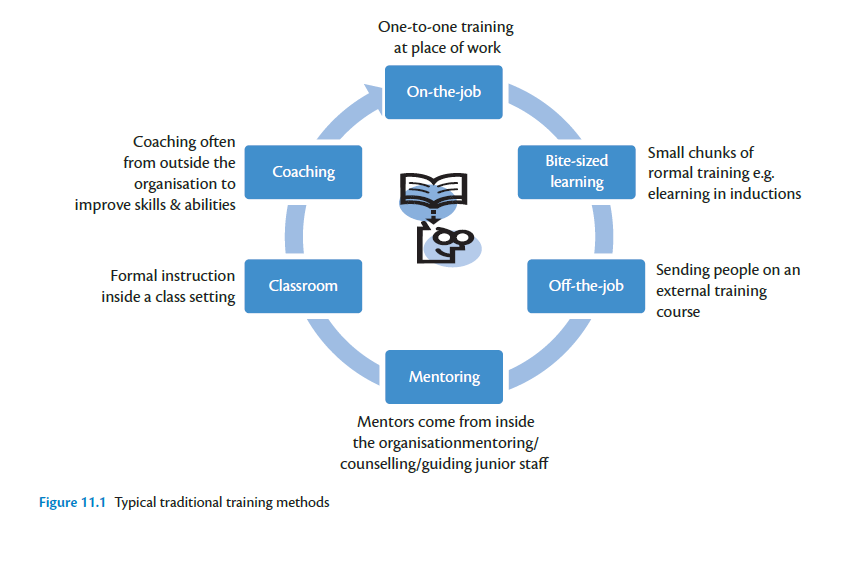 One-to-one training
at place of work
On-the-job
Bite-sized
learning
Small chunks of
rormal training e.g.
elearning in inductions
Off-the-job
Sending people on an
external training
course
Mentoring
Mentors come from inside
the organisationmentoring/
counselling/guiding junior staff
Classroom
Formal instruction
inside a class setting
Coaching
Coaching often
from outside the
organisation to
improve skills & abilities
Figure 11.1 Typical traditional training methods